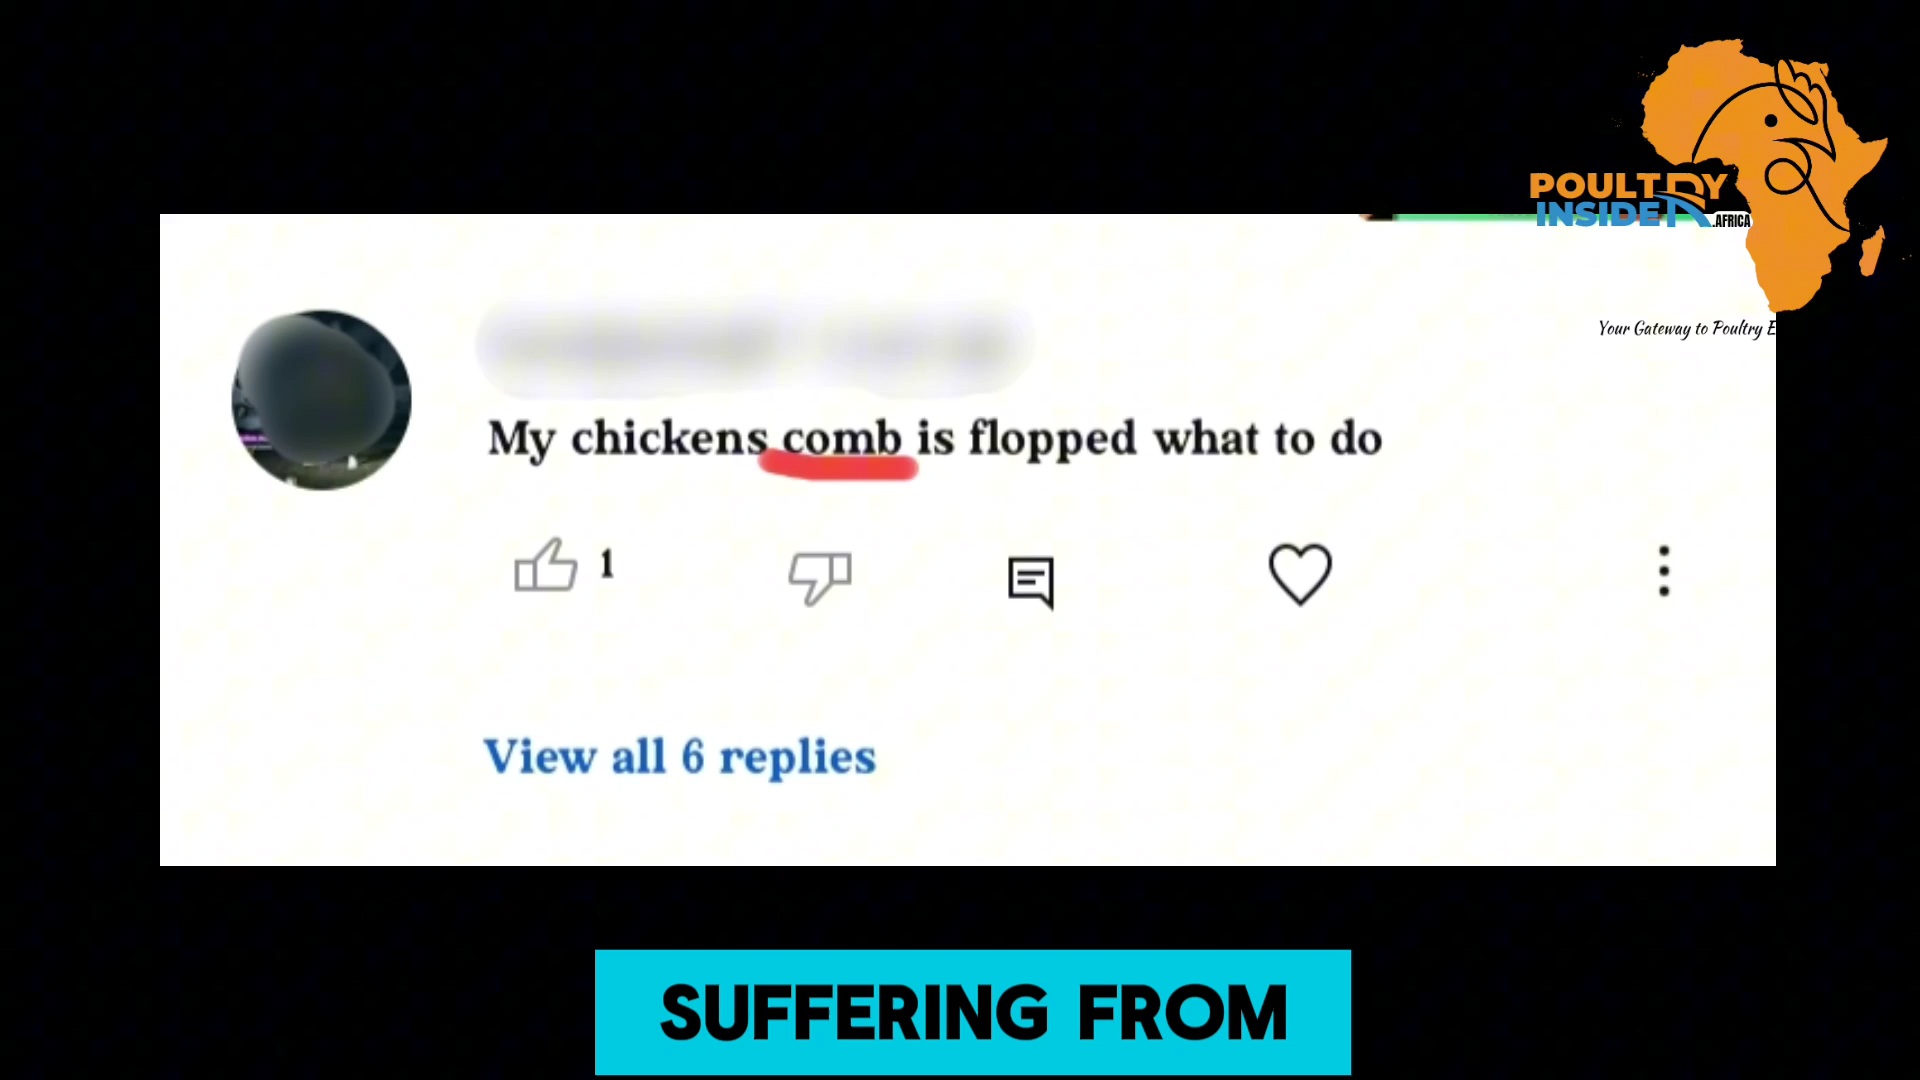 POULTRY
INSIDER
.AFRICA
Your Gateway to Poultry E
My chickens comb is flopped what to do
1
View all 6 replies
SUFFERING FROM